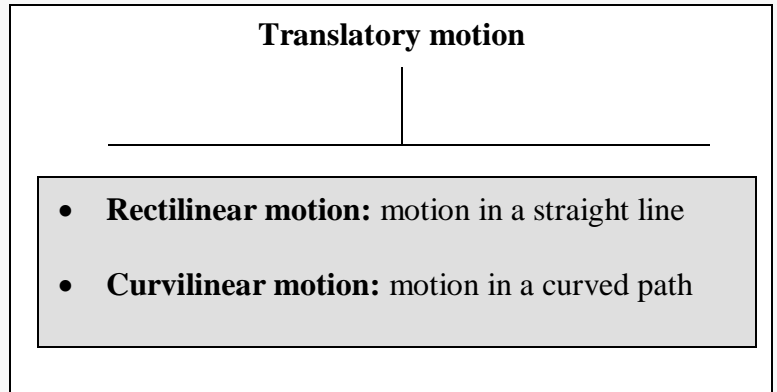 Translatory motion
• Rectilinear motion: motion in a straight line
• Curvilinear motion: motion in a curved path